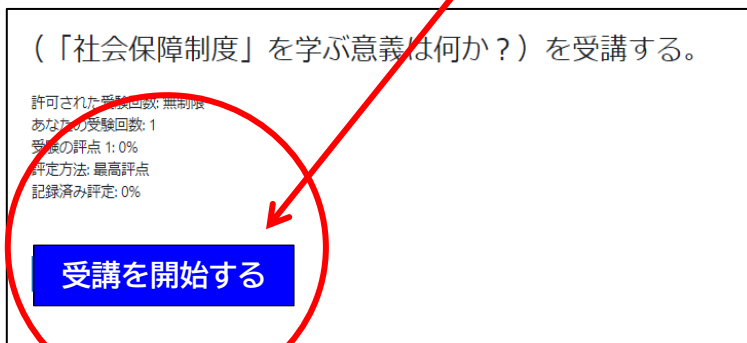 （「社会保障制度」を学ぶ意義は何か？）を受講する。
許可された受験回数: 無制限
あなたの受験回数: 1
受験の評点 1: 0%
評定方法: 最高評点
記録済み評定: 0%
受講を開始する